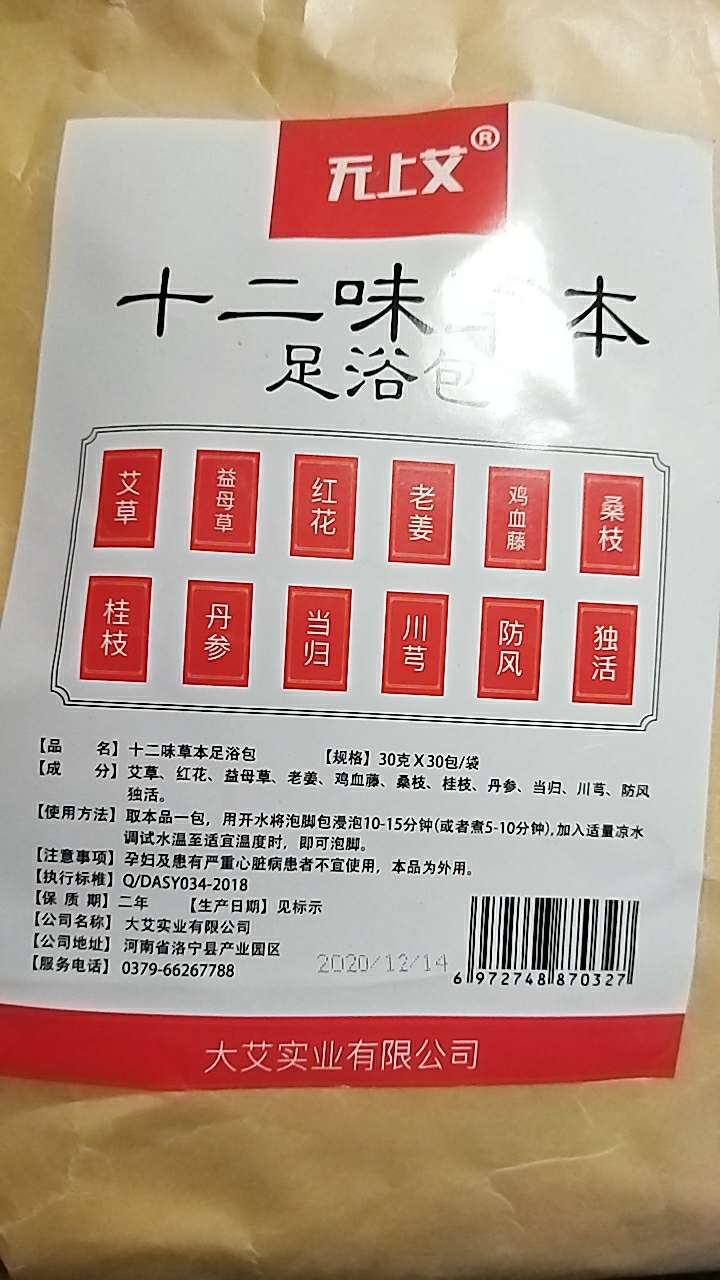 无上艾®
十二味草本
足浴包
艾草 益母草 红花 老姜 鸡血藤 桑枝
桂枝 丹参 当归 川芎 防风 独活
【品 名】十二味草本足浴包 【规格】30克X30包/袋
【成 分】艾草、红花、益母草、老姜、鸡血藤、桑枝、桂枝、丹参、当归、川芎、防风
独活。
【使用方法】取本品一包，用开水将泡脚包浸泡10-15分钟(或者煮5-10分钟),加入适量凉水
调试水温至适宜温度时，即可泡脚。
【注意事项】孕妇及患有严重心脏病患者不宜使用，本品为外用。
【执行标椎】Q/DASY034-2018
【保 质 期】二年 【生产日期】见标示
【公司名称】大艾实业有限公司
【公司地址】河南省洛宁县产业园区
【服务电话】0379-66267788
2020/12/14
6 972748 870327
大艾实业有限公司